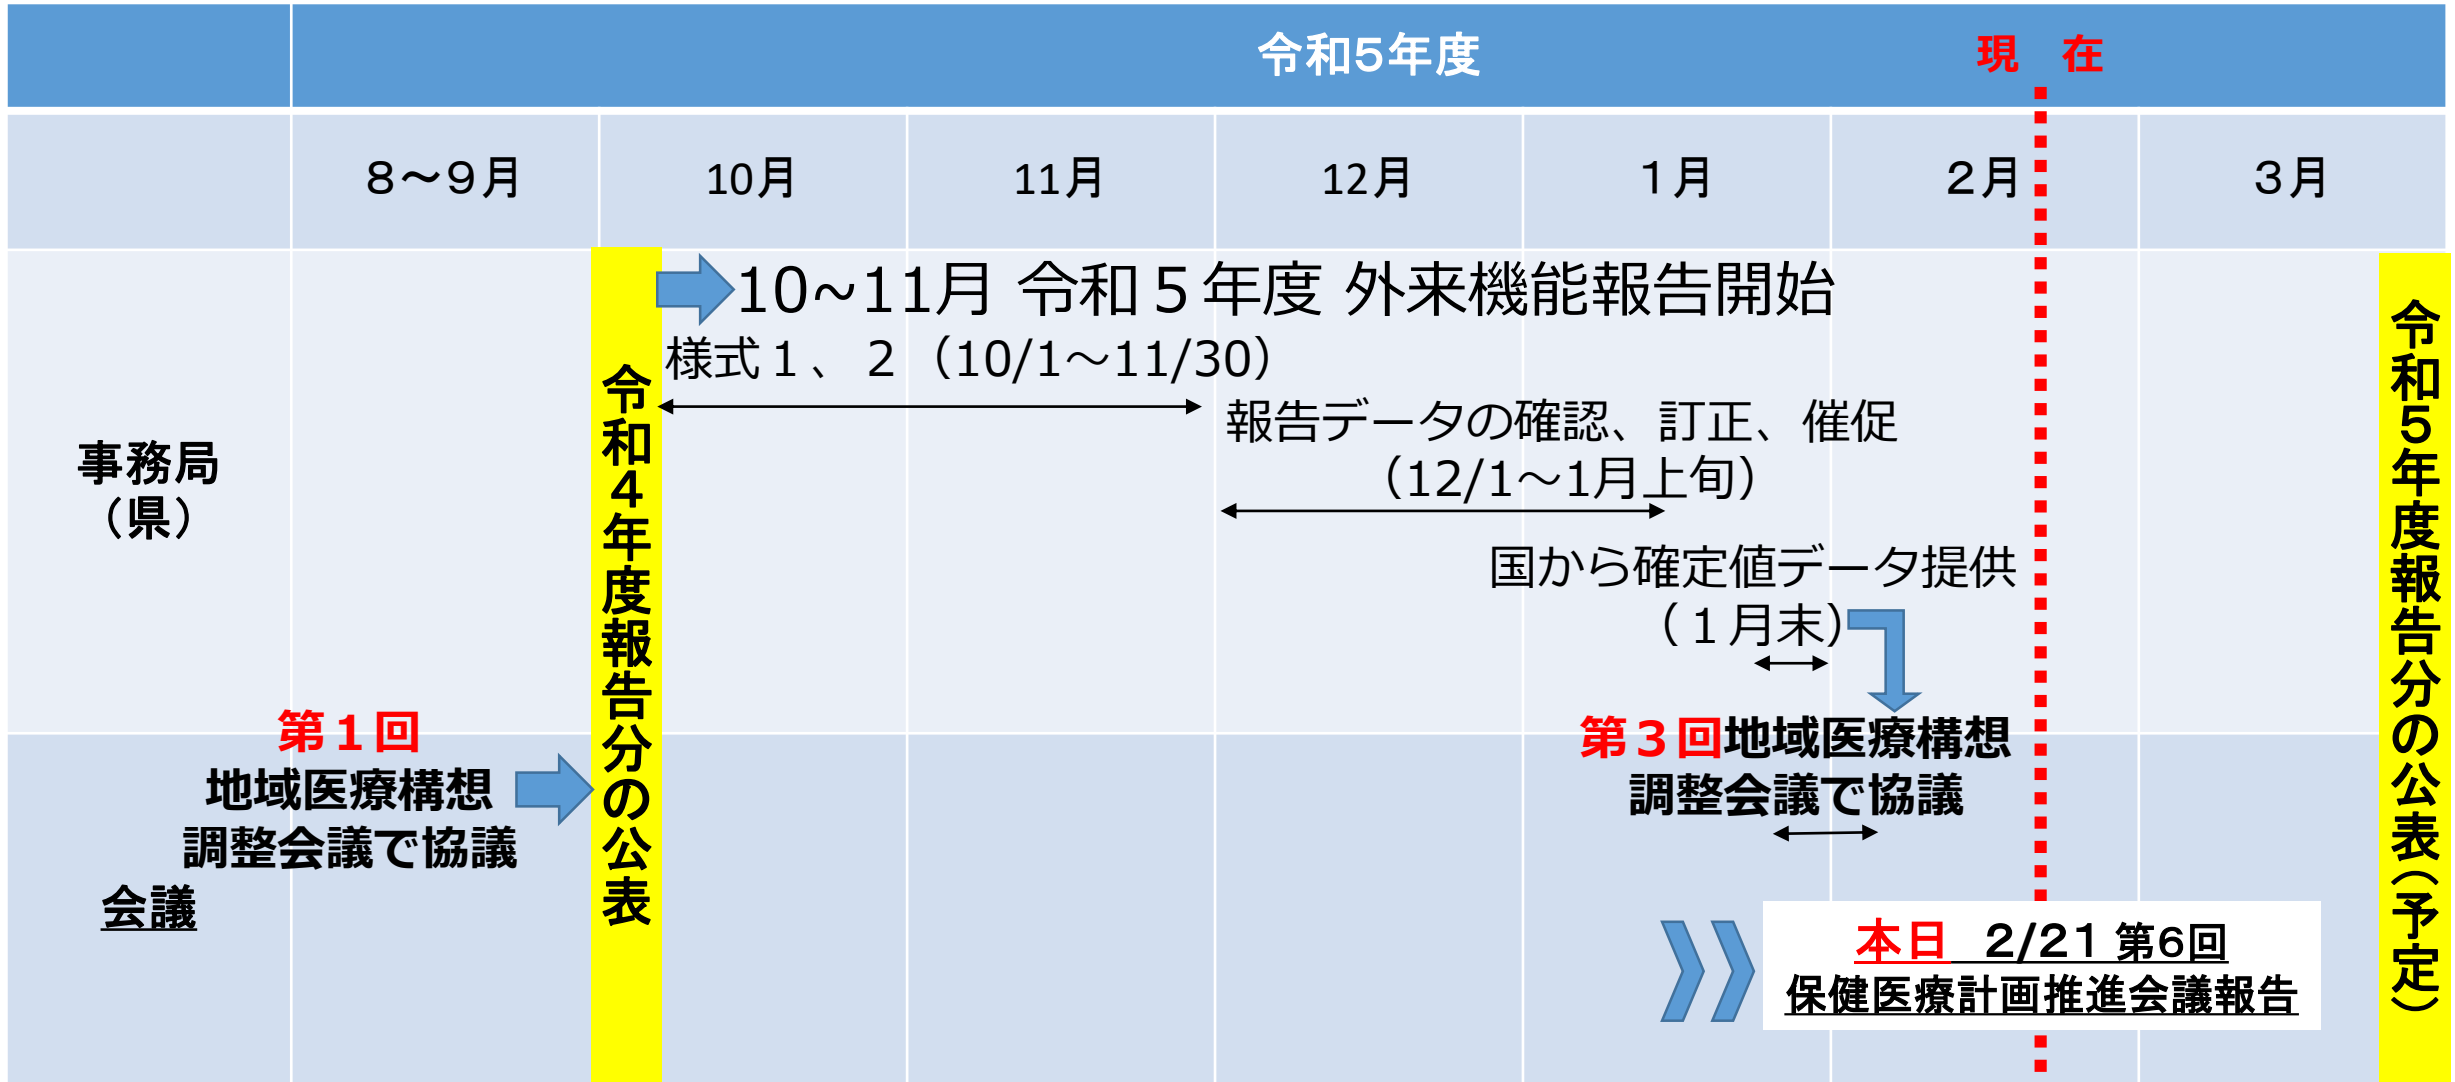 令和５年度
現　在
８～９月
10月
11月
12月
１月
２月
３月
事務局
（県）
令和４年度報告分の公表
10~11月 令和５年度 外来機能報告開始
様式１、２（10/1～11/30）
報告データの確認、訂正、催促
（12/1～1月上旬）
国から確定値データ提供
（１月末）
令和５年度報告分の公表（予定）
会議
第１回
地域医療構想
調整会議で協議
第３回地域医療構想
調整会議で協議
本日　2/21 第6回
保健医療計画推進会議報告